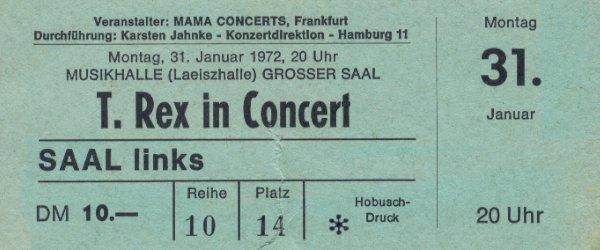 Veranstalter: MAMA CONCERTS, Frankfurt
Durchführung: Karsten Jahnke - Konzertdirektion - Hamburg 11
Montag, 31. Januar 1972, 20 Uhr
MUSIKHALLE (Laeiszhalle) GROSSER SAAL
T. Rex in Concert
SAAL links
DM 10.—
Reihe
10
Platz
14
* Hobusch-
Druck
Montag
31.
Januar
20 Uhr